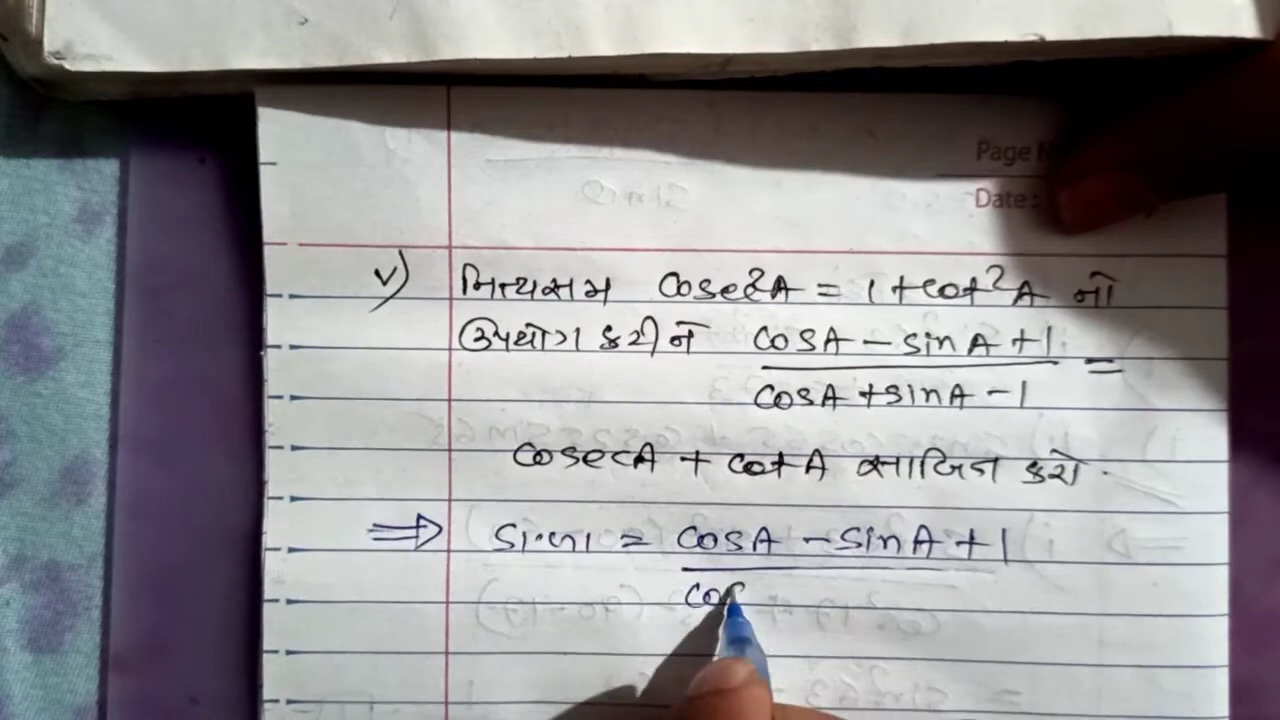 Page
Date:
v) નિત્યસમ cosec²A = 1 + cot²A નો
ઉપયોગ કરીને (cosA - sinA + 1) / (cosA + sinA - 1) =
cosecA + cotA સાબિત કરો.
⇒ ડા.બા = cosA - sinA + 1
cos